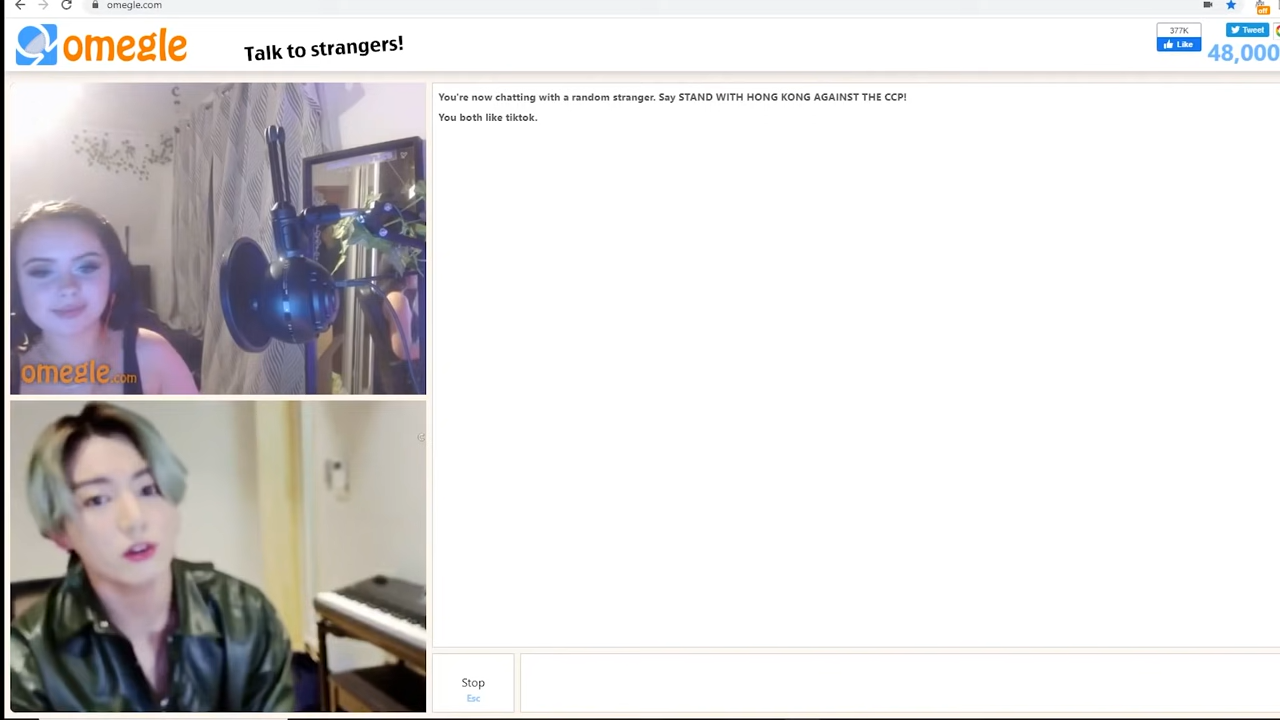 omegle.com
omegle
Talk to strangers!
377K
Like
Tweet
off
48,000
You're now chatting with a random stranger. Say STAND WITH HONG KONG AGAINST THE CCP!
You both like tiktok.
omegle.com
Stop
Esc